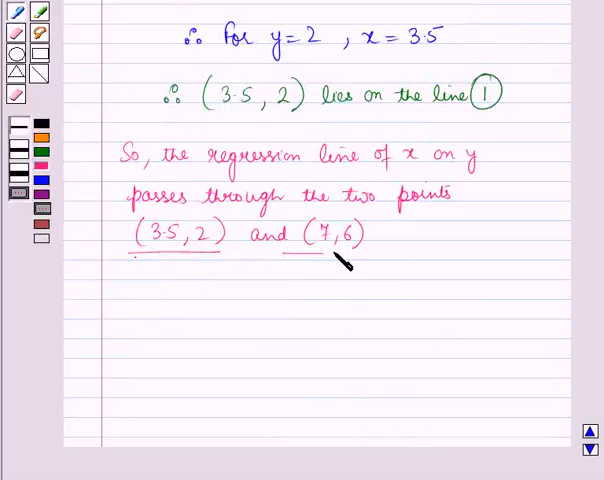 ∴ For y=2 , x = 3.5
∴ (3.5, 2) lies on the line ①
So, the regression line of x on y
passes through the two points
(3.5, 2) and (7,6)